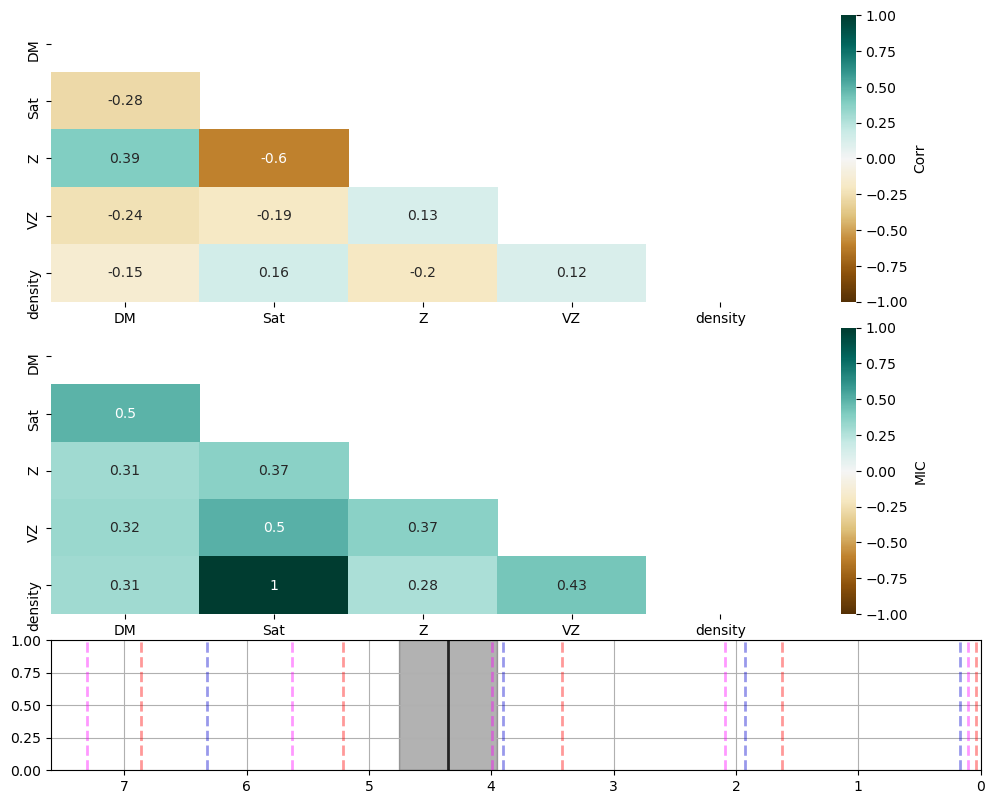 DM
Sat
-0.28
Z
0.39 -0.6
VZ
-0.24 -0.19 0.13
density
-0.15 0.16 -0.2 0.12
DM Sat Z VZ density
1.00
0.75
0.50
0.25
0.00
−0.25
−0.50
−0.75
−1.00
Corr
DM
Sat
0.5
Z
0.31 0.37
VZ
0.32 0.5 0.37
density
0.31 1 0.28 0.43
DM Sat Z VZ density
1.00
0.75
0.50
0.25
0.00
−0.25
−0.50
−0.75
−1.00
MIC
1.00
0.75
0.50
0.25
0.00
7 6 5 4 3 2 1 0